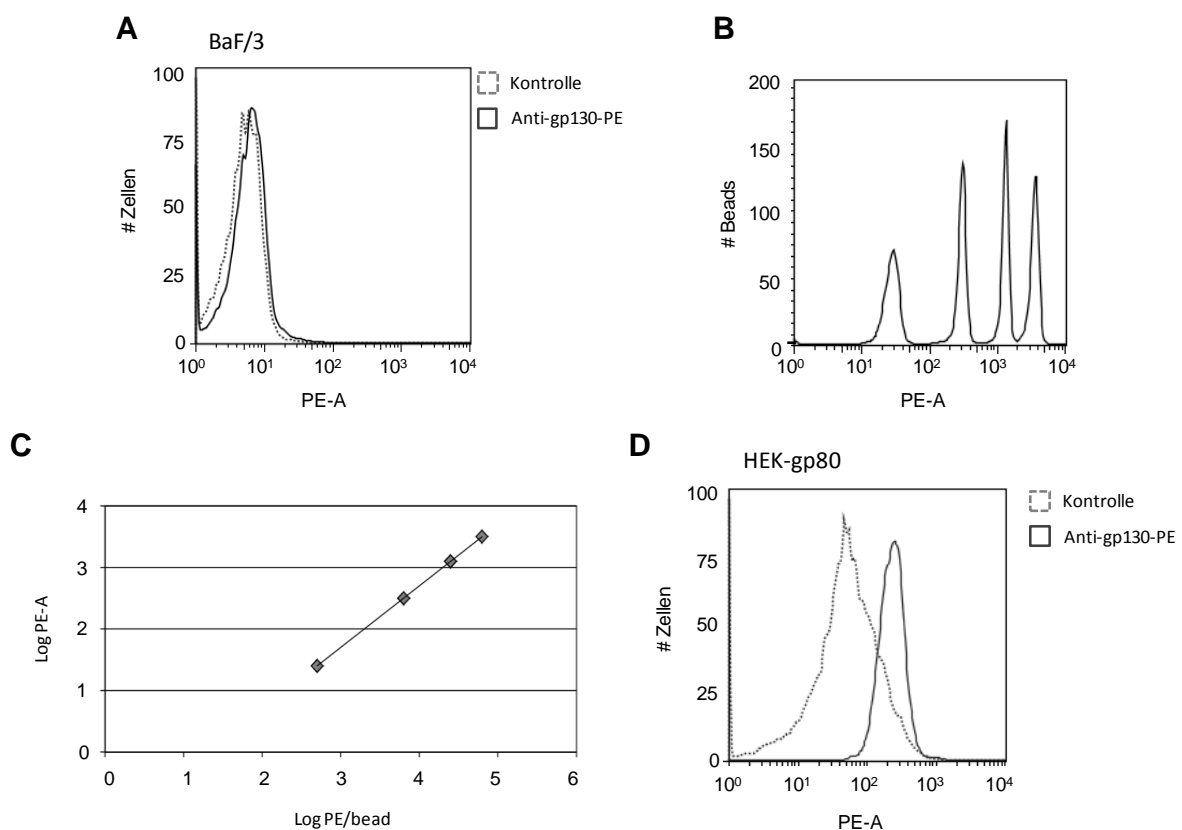 A
BaF/3
100
75
50
25
0
# Zellen
10⁰ 10¹ 10² 10³ 10⁴
PE-A
Kontrolle
Anti-gp130-PE
B
200
150
100
50
0
# Beads
10⁰ 10¹ 10² 10³ 10⁴
PE-A
C
4
3
2
1
0
Log PE-A
0 1 2 3 4 5 6
Log PE/bead
D
HEK-gp80
100
75
50
25
0
# Zellen
10⁰ 10¹ 10² 10³ 10⁴
PE-A
Kontrolle
Anti-gp130-PE